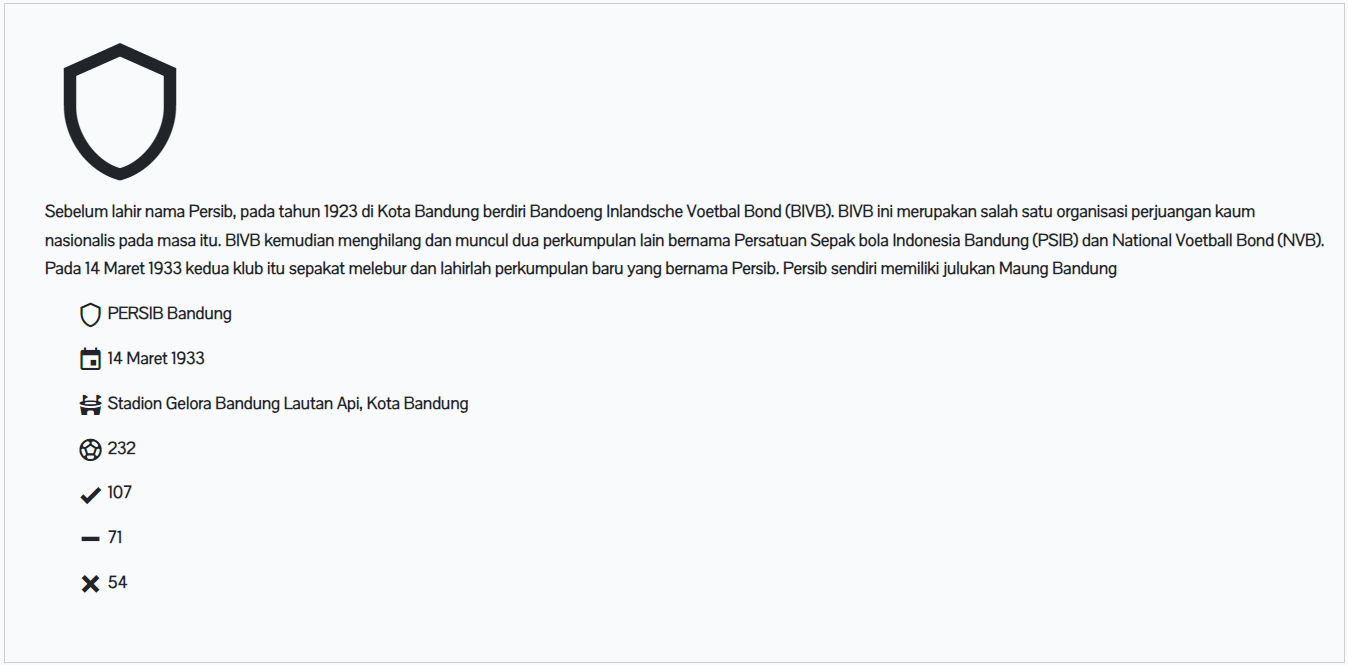 Sebelum lahir nama Persib, pada tahun 1923 di Kota Bandung berdiri Bandoeng Inlandsche Voetbal Bond (BIVB). BIVB ini merupakan salah satu organisasi perjuangan kaum
nasionalis pada masa itu. BIVB kemudian menghilang dan muncul dua perkumpulan lain bernama Persatuan Sepak bola Indonesia Bandung (PSIB) dan National Voetball Bond (NVB).
Pada 14 Maret 1933 kedua klub itu sepakat melebur dan lahirlah perkumpulan baru yang bernama Persib. Persib sendiri memiliki julukan Maung Bandung
PERSIB Bandung
14 Maret 1933
Stadion Gelora Bandung Lautan Api, Kota Bandung
232
107
71
54